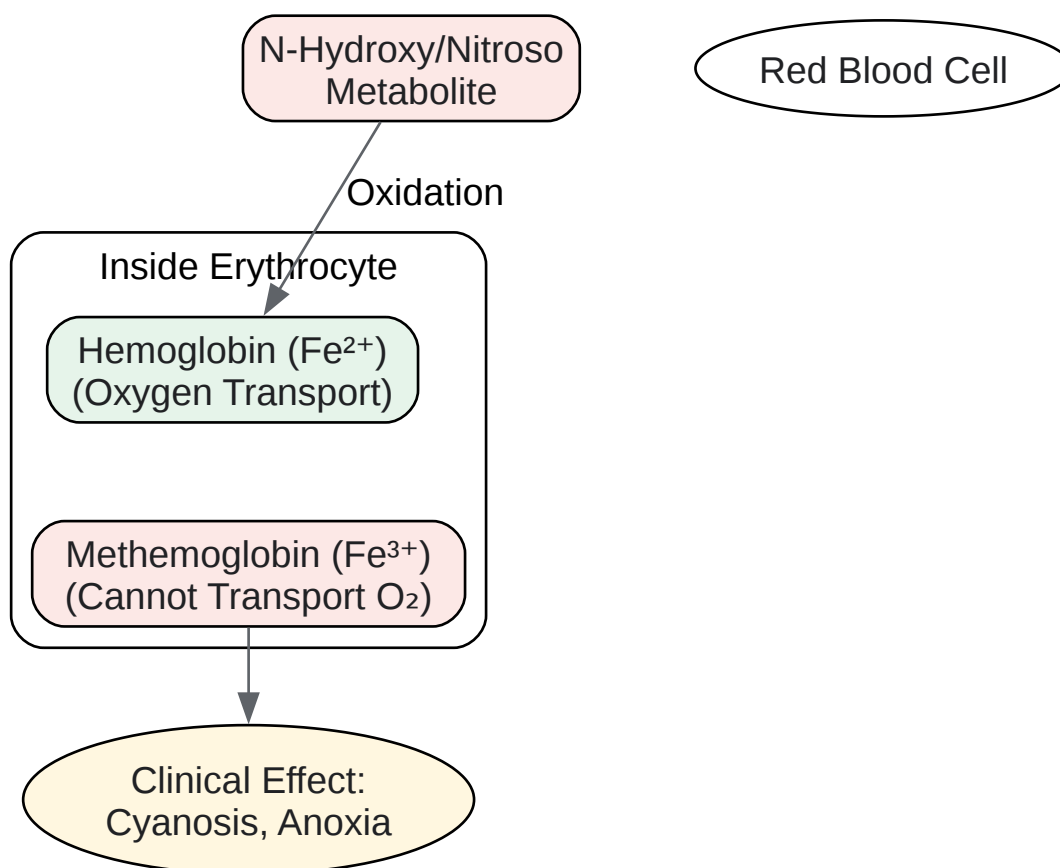 N-Hydroxy/Nitroso
Metabolite
Red Blood Cell
Oxidation
Inside Erythrocyte
Hemoglobin (Fe²⁺)
(Oxygen Transport)
Methemoglobin (Fe³⁺)
(Cannot Transport O₂)
Clinical Effect:
Cyanosis, Anoxia